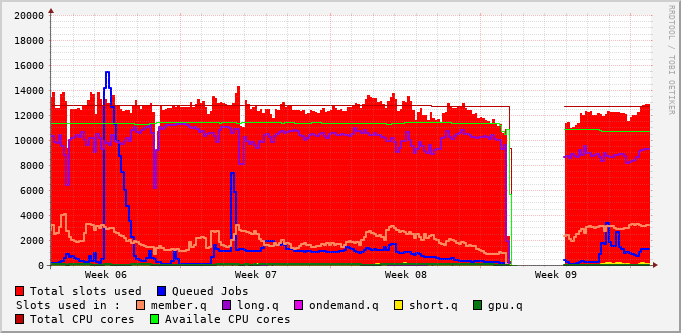 20000
18000
16000
14000
12000
10000
8000
6000
4000
2000
0
Week 06 Week 07 Week 08 Week 09
Total slots used Queued Jobs
Slots used in : member.q long.q ondemand.q short.q gpu.q
Total CPU cores Availale CPU cores
RRDTOOL / TOBI OETIKER